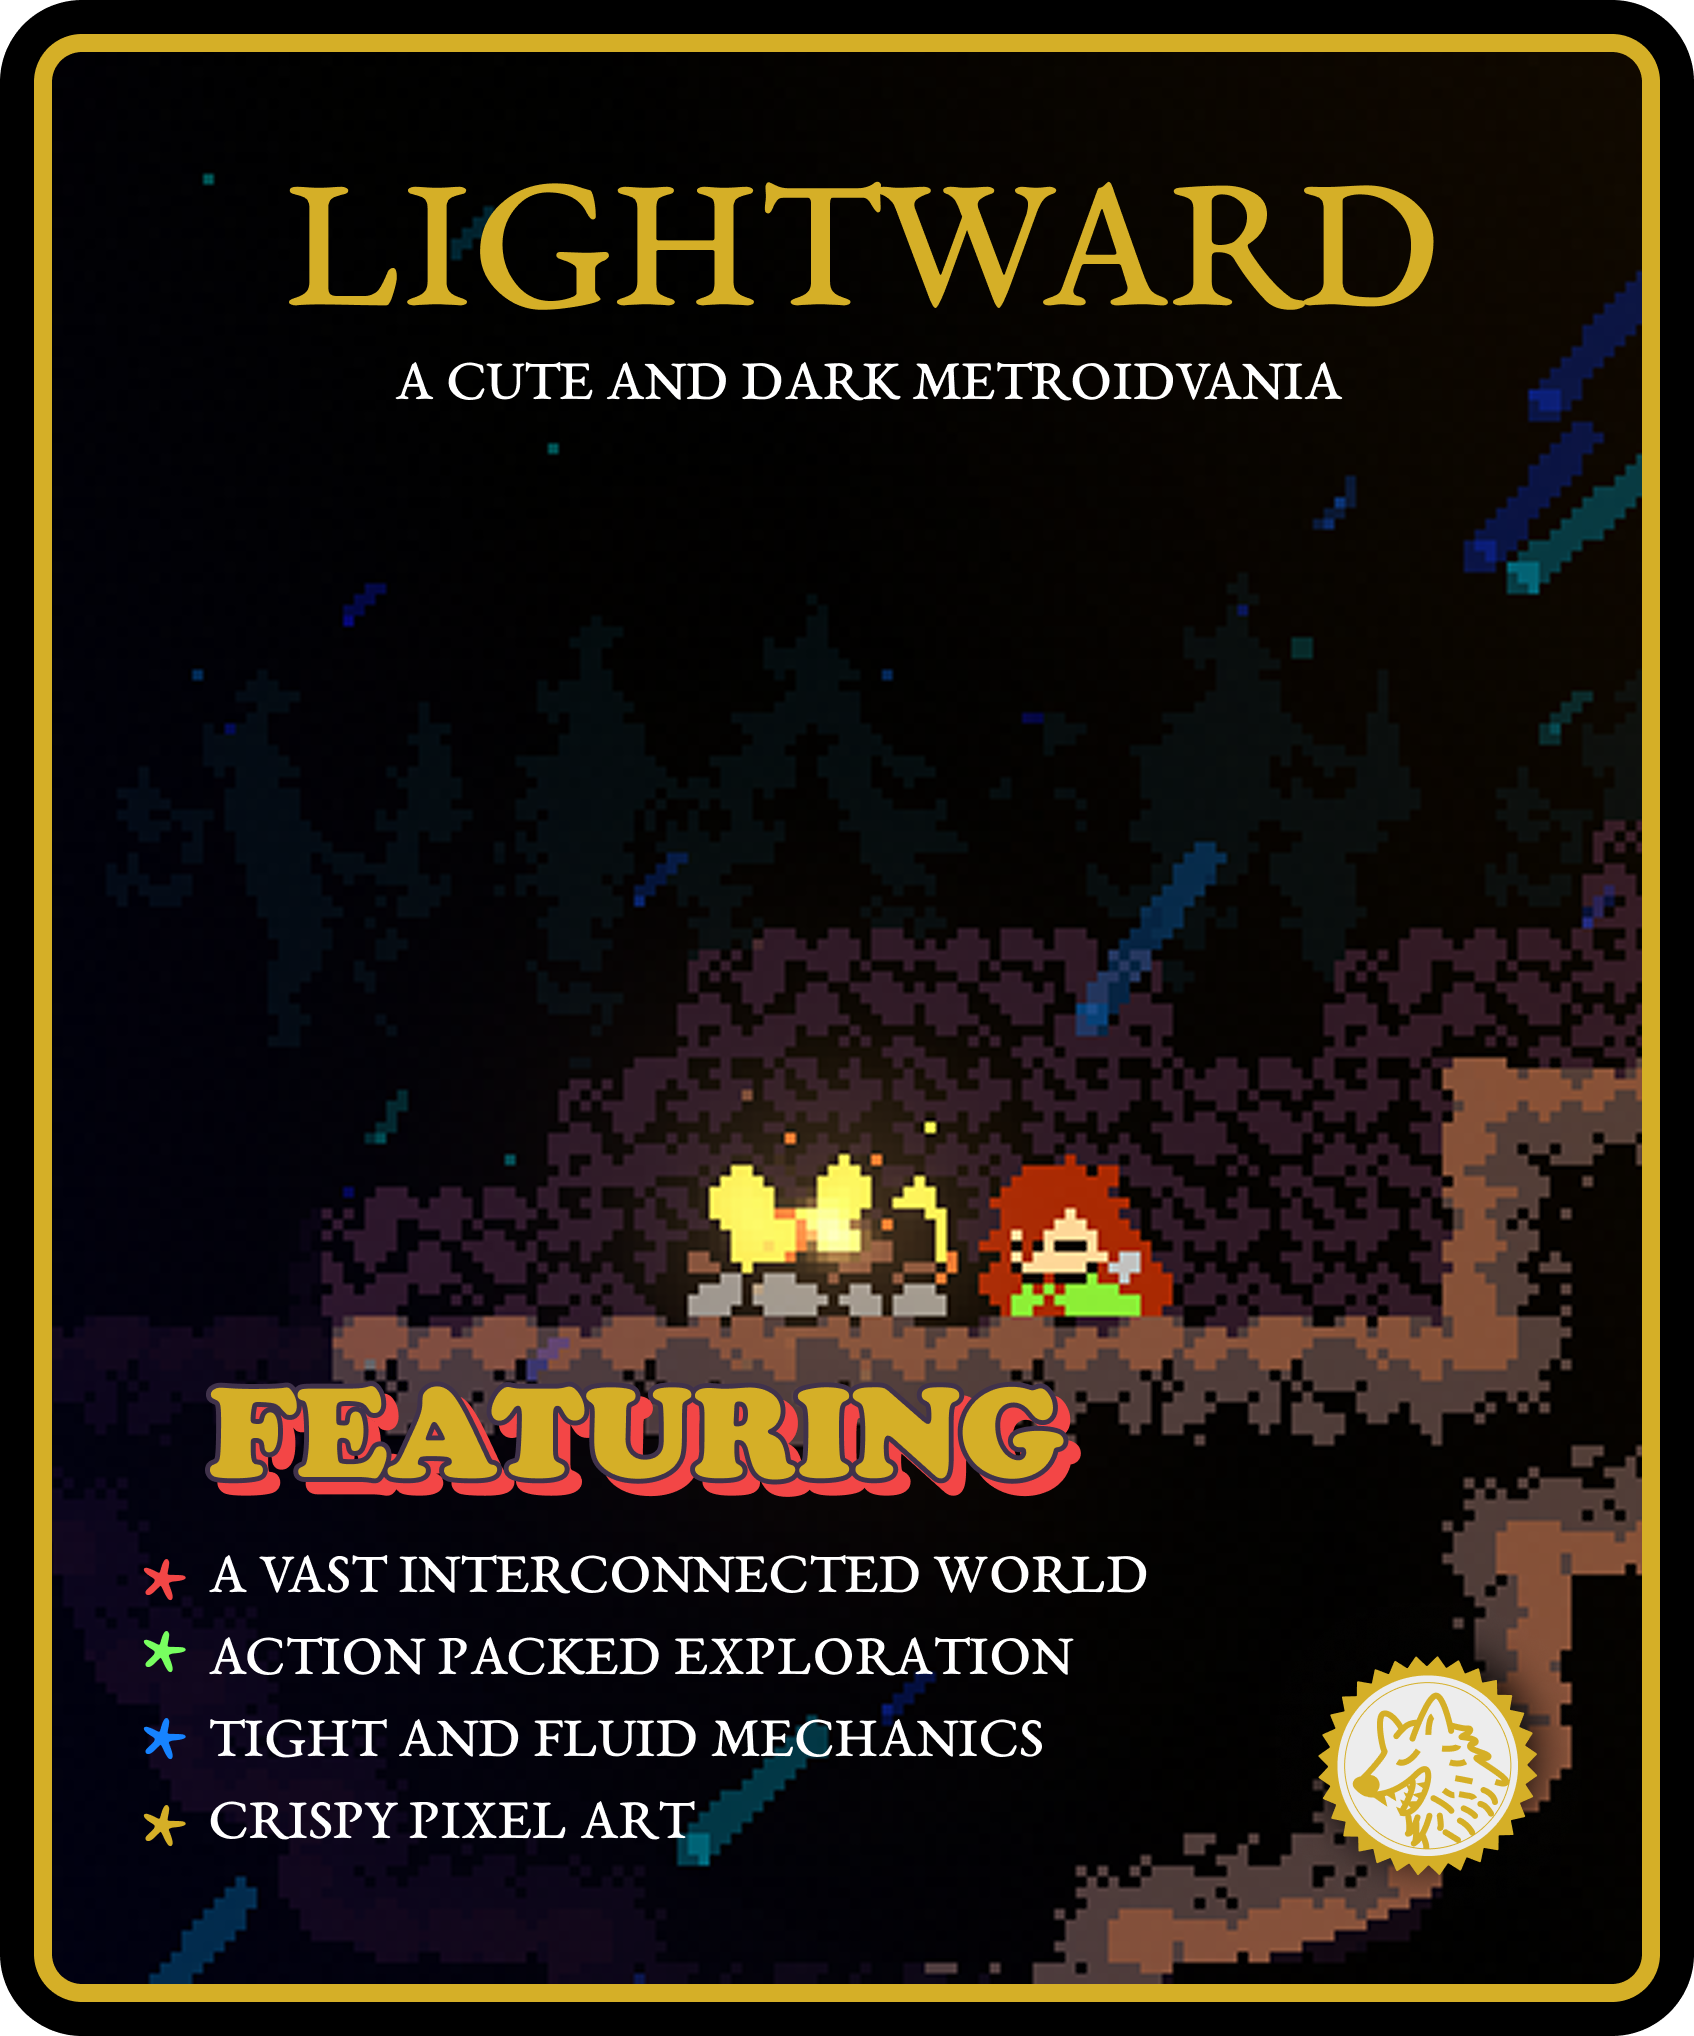 LIGHTWARD
A CUTE AND DARK METROIDVANIA
FEATURING
A VAST INTERCONNECTED WORLD
ACTION PACKED EXPLORATION
TIGHT AND FLUID MECHANICS
CRISPY PIXEL ART